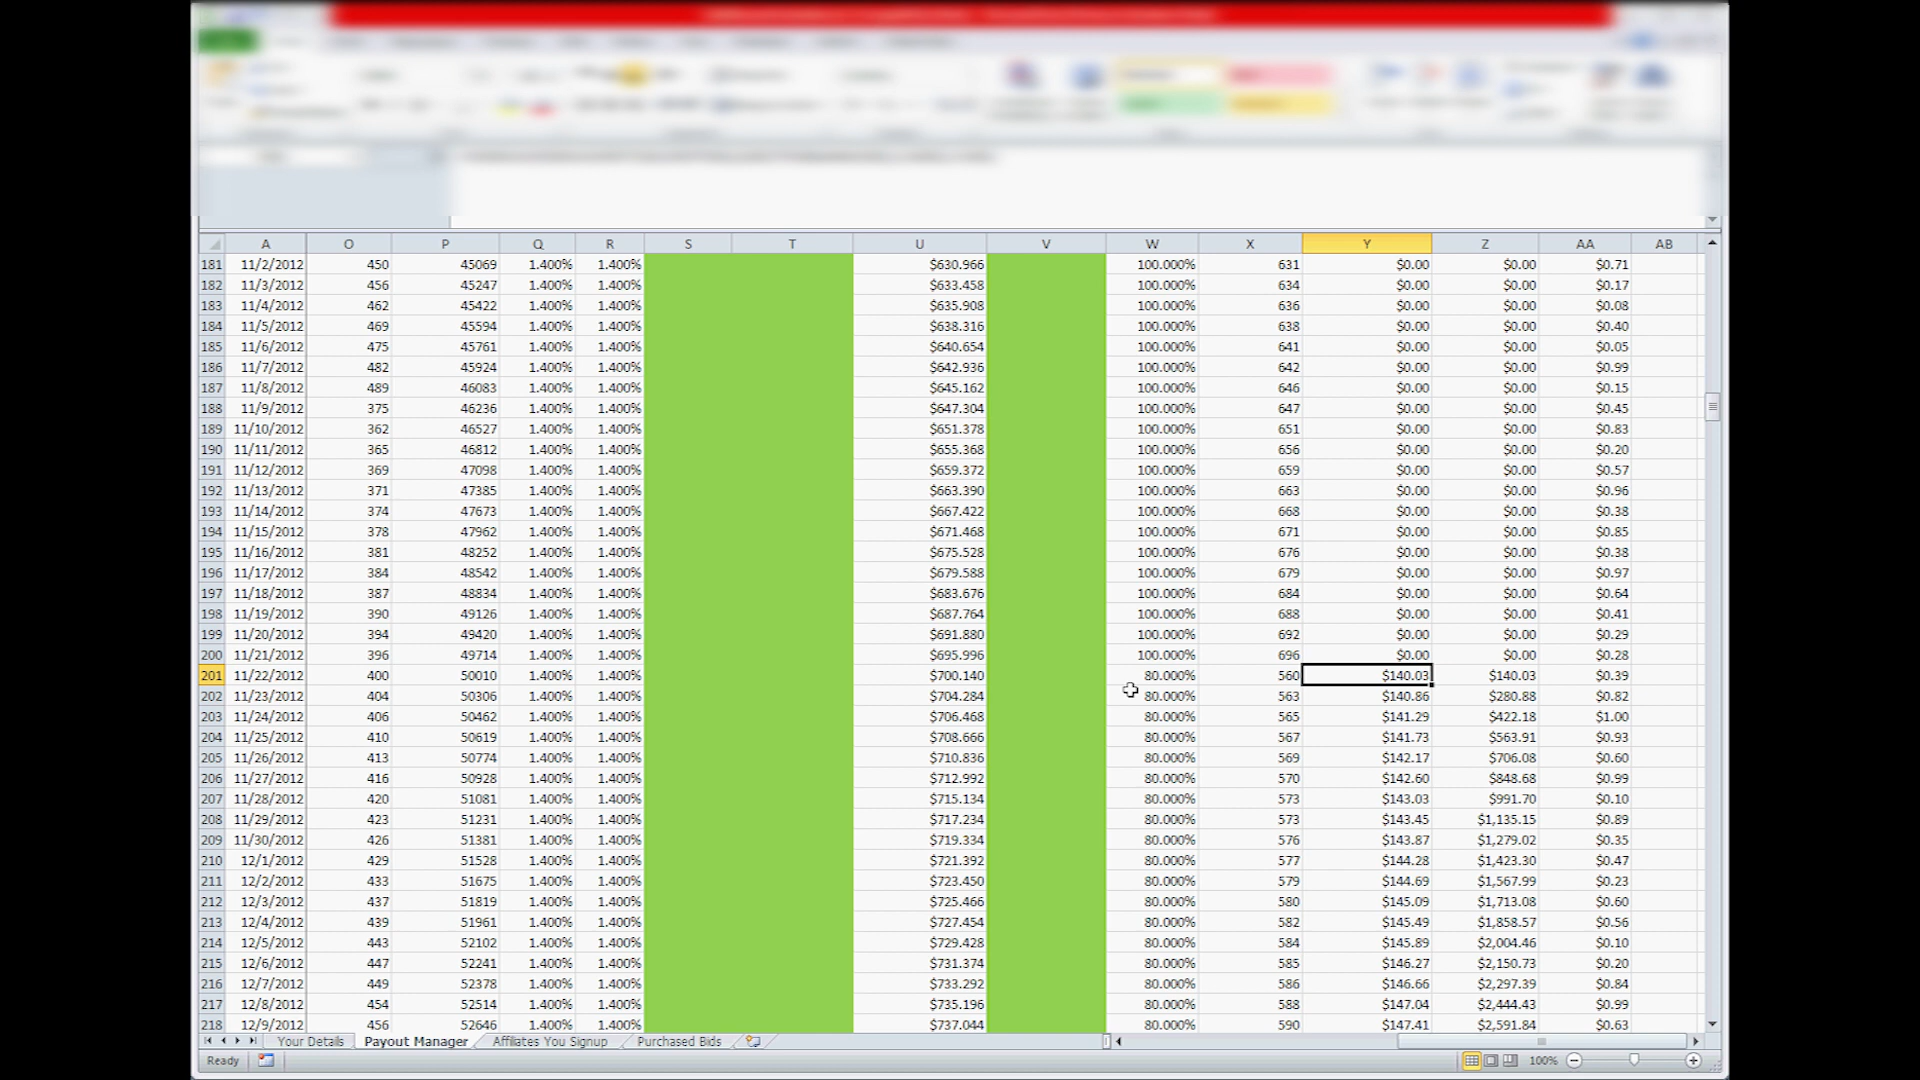 A O P Q R S T U V W X Y Z AA AB
181 11/2/2012 450 45069 1.400% 1.400% $630.966 100.000% 631 $0.00 $0.00 $0.71
182 11/3/2012 456 45247 1.400% 1.400% $633.458 100.000% 634 $0.00 $0.00 $0.17
183 11/4/2012 462 45422 1.400% 1.400% $635.908 100.000% 636 $0.00 $0.00 $0.08
184 11/5/2012 469 45594 1.400% 1.400% $638.316 100.000% 638 $0.00 $0.00 $0.40
185 11/6/2012 475 45761 1.400% 1.400% $640.654 100.000% 641 $0.00 $0.00 $0.05
186 11/7/2012 482 45924 1.400% 1.400% $642.936 100.000% 642 $0.00 $0.00 $0.99
187 11/8/2012 489 46083 1.400% 1.400% $645.162 100.000% 646 $0.00 $0.00 $0.15
188 11/9/2012 375 46236 1.400% 1.400% $647.304 100.000% 647 $0.00 $0.00 $0.45
189 11/10/2012 362 46527 1.400% 1.400% $651.378 100.000% 651 $0.00 $0.00 $0.83
190 11/11/2012 365 46812 1.400% 1.400% $655.368 100.000% 656 $0.00 $0.00 $0.20
191 11/12/2012 369 47098 1.400% 1.400% $659.372 100.000% 659 $0.00 $0.00 $0.57
192 11/13/2012 371 47385 1.400% 1.400% $663.390 100.000% 663 $0.00 $0.00 $0.96
193 11/14/2012 374 47673 1.400% 1.400% $667.422 100.000% 668 $0.00 $0.00 $0.38
194 11/15/2012 378 47962 1.400% 1.400% $671.468 100.000% 671 $0.00 $0.00 $0.85
195 11/16/2012 381 48252 1.400% 1.400% $675.528 100.000% 676 $0.00 $0.00 $0.38
196 11/17/2012 384 48542 1.400% 1.400% $679.588 100.000% 679 $0.00 $0.00 $0.97
197 11/18/2012 387 48834 1.400% 1.400% $683.676 100.000% 684 $0.00 $0.00 $0.64
198 11/19/2012 390 49126 1.400% 1.400% $687.764 100.000% 688 $0.00 $0.00 $0.41
199 11/20/2012 394 49420 1.400% 1.400% $691.880 100.000% 692 $0.00 $0.00 $0.29
200 11/21/2012 396 49714 1.400% 1.400% $695.996 100.000% 696 $0.00 $0.00 $0.28
201 11/22/2012 400 50010 1.400% 1.400% $700.140 80.000% 560 $140.03 $140.03 $0.39
202 11/23/2012 404 50306 1.400% 1.400% $704.284 80.000% 563 $140.86 $280.88 $0.82
203 11/24/2012 406 50462 1.400% 1.400% $706.468 80.000% 565 $141.29 $422.18 $1.00
204 11/25/2012 410 50619 1.400% 1.400% $708.666 80.000% 567 $141.73 $563.91 $0.93
205 11/26/2012 413 50774 1.400% 1.400% $710.836 80.000% 569 $142.17 $706.08 $0.60
206 11/27/2012 416 50928 1.400% 1.400% $712.992 80.000% 570 $142.60 $848.68 $0.99
207 11/28/2012 420 51081 1.400% 1.400% $715.134 80.000% 573 $143.03 $991.70 $0.10
208 11/29/2012 423 51231 1.400% 1.400% $717.234 80.000% 573 $143.45 $1,135.15 $0.89
209 11/30/2012 426 51381 1.400% 1.400% $719.334 80.000% 576 $143.87 $1,279.02 $0.35
210 12/1/2012 429 51528 1.400% 1.400% $721.392 80.000% 577 $144.28 $1,423.30 $0.47
211 12/2/2012 433 51675 1.400% 1.400% $723.450 80.000% 579 $144.69 $1,567.99 $0.23
212 12/3/2012 437 51819 1.400% 1.400% $725.466 80.000% 580 $145.09 $1,713.08 $0.60
213 12/4/2012 439 51961 1.400% 1.400% $727.454 80.000% 582 $145.49 $1,858.57 $0.56
214 12/5/2012 443 52102 1.400% 1.400% $729.428 80.000% 584 $145.89 $2,004.46 $0.10
215 12/6/2012 447 52241 1.400% 1.400% $731.374 80.000% 585 $146.27 $2,150.73 $0.20
216 12/7/2012 449 52378 1.400% 1.400% $733.292 80.000% 586 $146.66 $2,297.39 $0.84
217 12/8/2012 454 52514 1.400% 1.400% $735.196 80.000% 588 $147.04 $2,444.43 $0.99
218 12/9/2012 456 52646 1.400% 1.400% $737.044 80.000% 590 $147.41 $2,591.84 $0.63
Your Details Payout Manager Affiliates You Signup Purchased Bids
Ready 100%